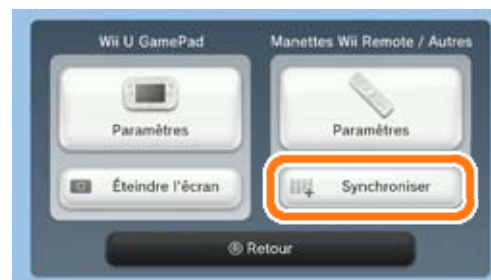 Wii U GamePad
Manettes Wii Remote / Autres
Paramètres
Paramètres
Éteindre l'écran
Synchroniser
Ⓑ Retour